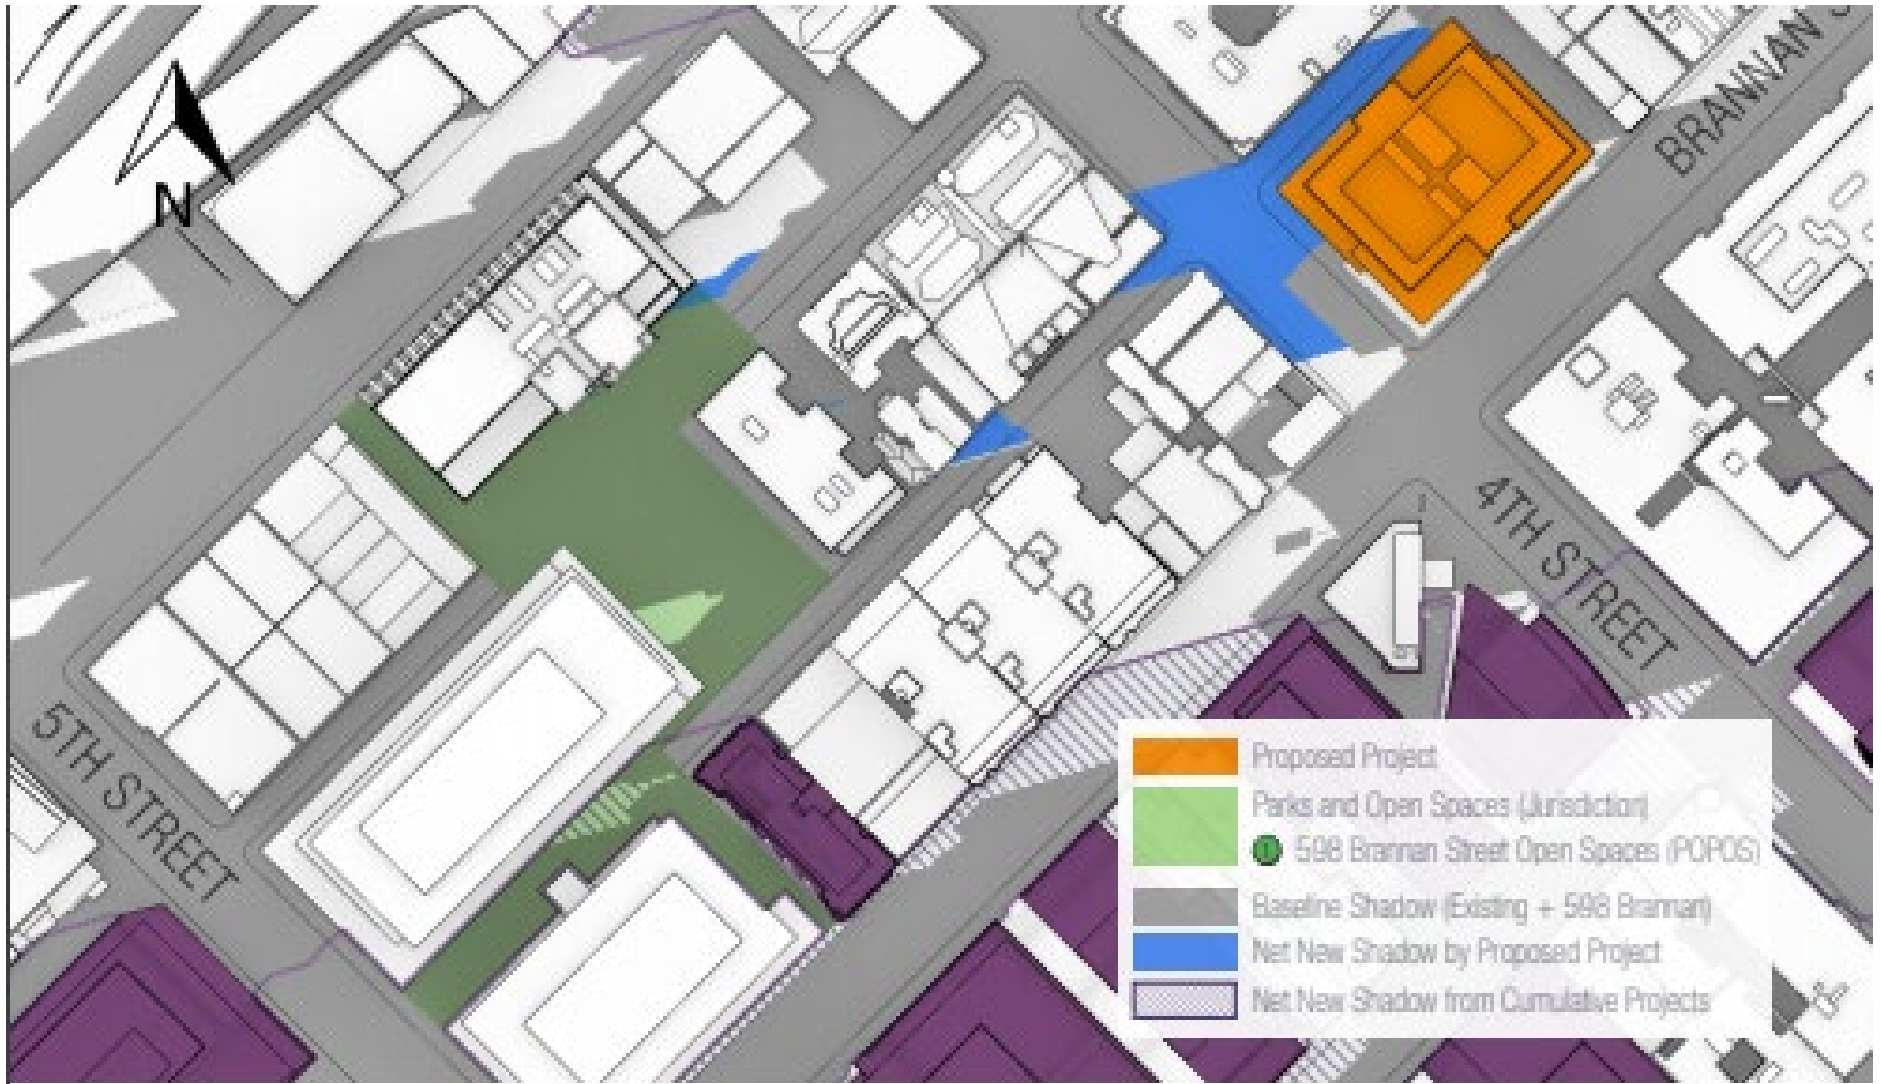 N
BRANNAN S
4TH STREET
5TH STREET
Proposed Project
Parks and Open Spaces (Jurisdiction)
1 598 Brannan Street Open Spaces (POPOS)
Baseline Shadow (Existing + 598 Brannan)
Net New Shadow by Proposed Project
Net New Shadow from Cumulative Projects